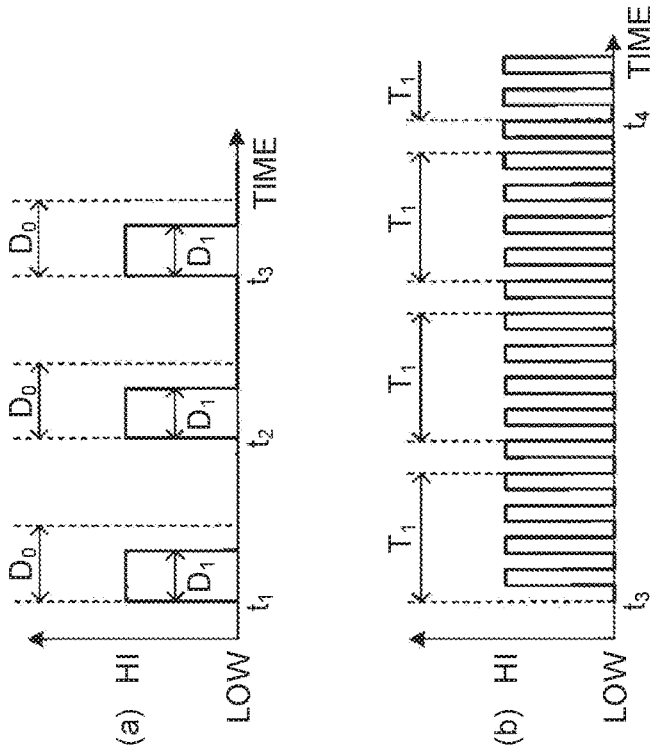 (a)
HI
LOW
D₀
D₀
D₀
D₁
D₁
D₁
t₁
t₂
t₃
TIME
(b)
HI
LOW
T₁
T₁
T₁
T₁
t₃
t₄
TIME